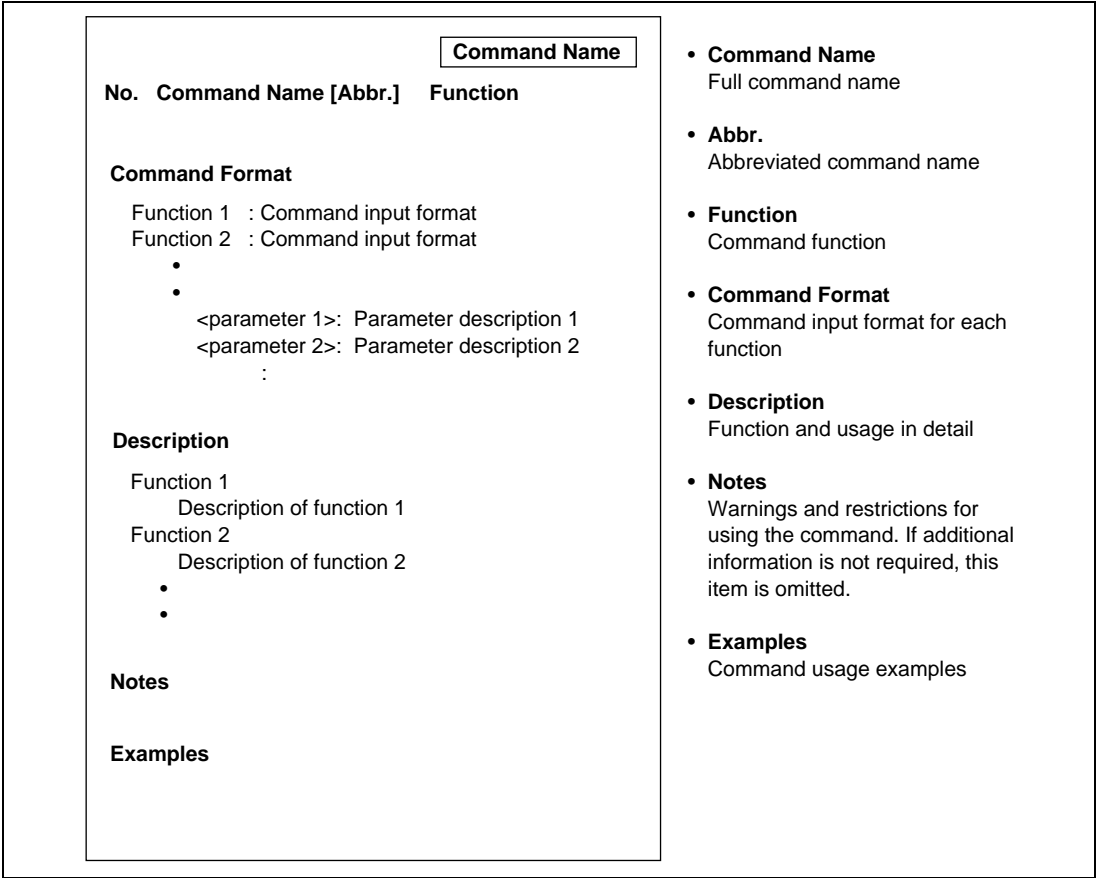 Command Name
No. Command Name [Abbr.] Function
Command Format
Function 1 : Command input format
Function 2 : Command input format
•
•
<parameter 1>: Parameter description 1
<parameter 2>: Parameter description 2
:
Description
Function 1
Description of function 1
Function 2
Description of function 2
•
•
Notes
Examples
• Command Name
Full command name
• Abbr.
Abbreviated command name
• Function
Command function
• Command Format
Command input format for each
function
• Description
Function and usage in detail
• Notes
Warnings and restrictions for
using the command. If additional
information is not required, this
item is omitted.
• Examples
Command usage examples